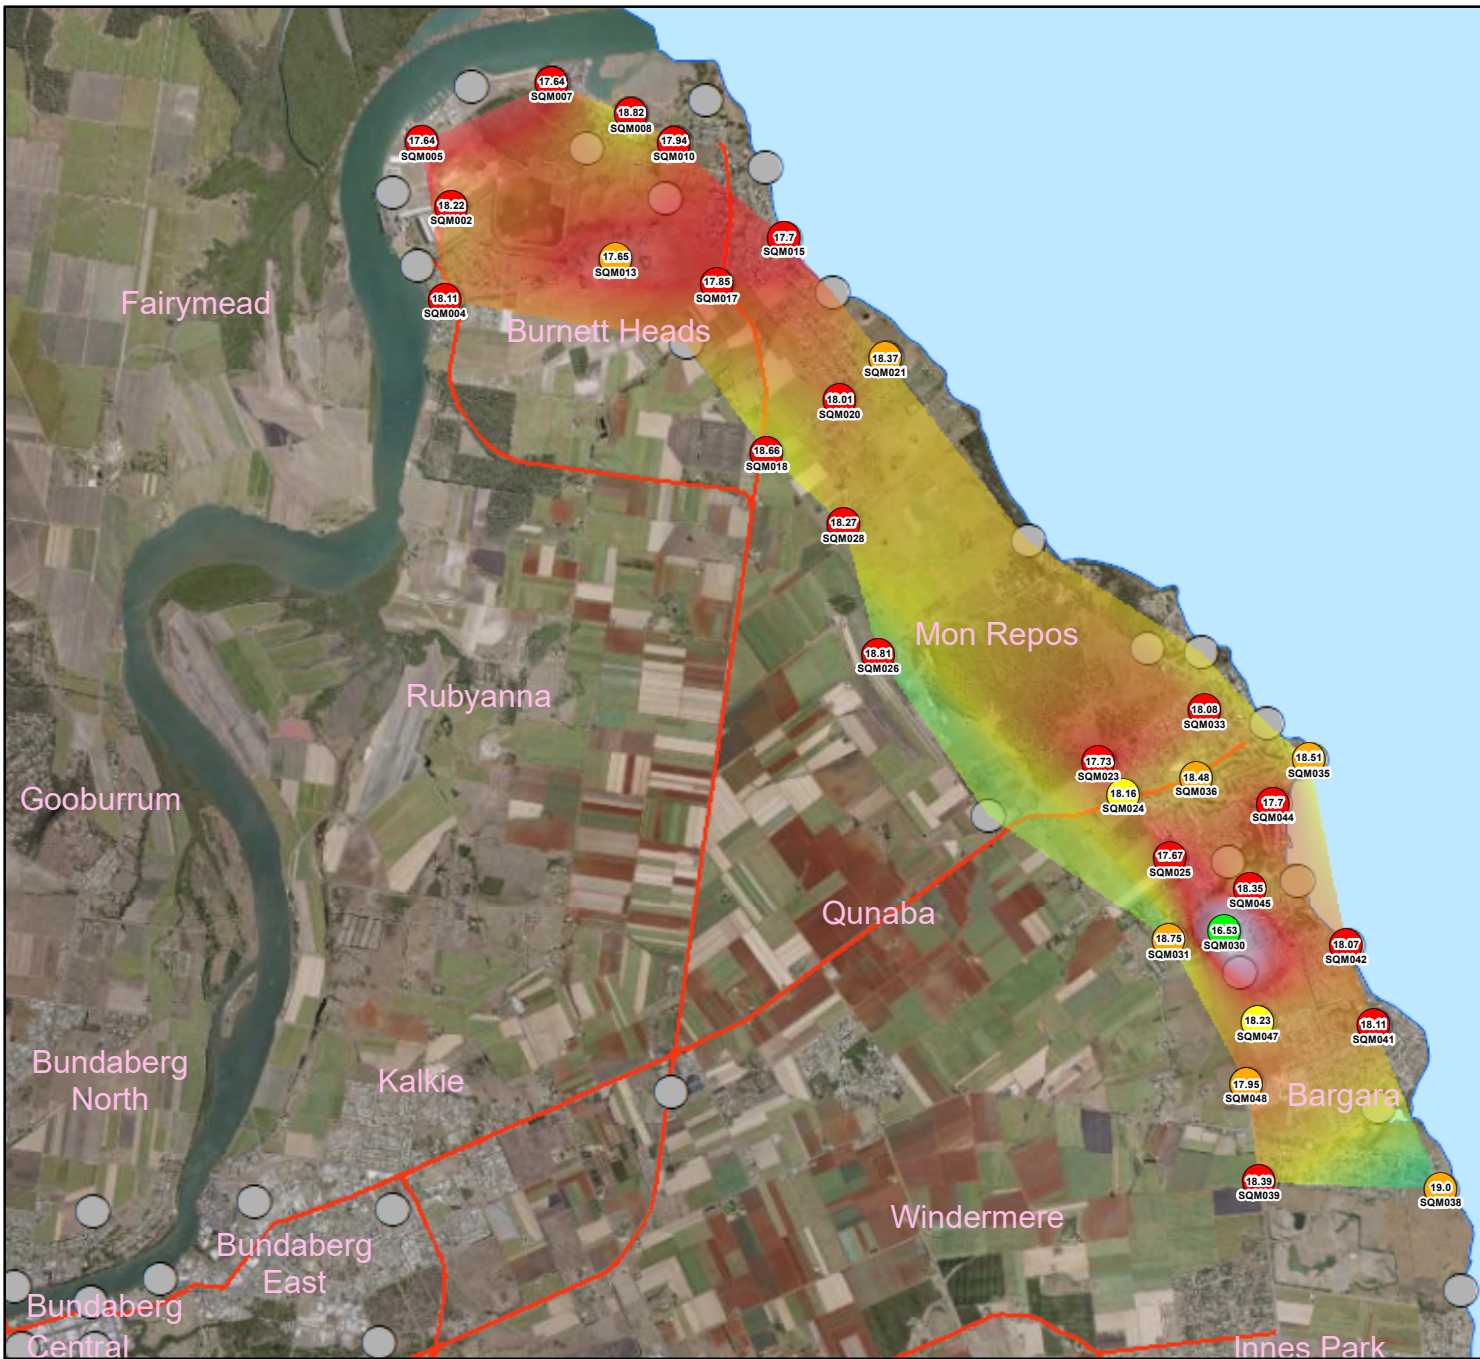 17.64
SQM007
18.82
SQM008
17.64
SQM005
17.94
SQM010
18.22
SQM002
17.7
SQM015
17.65
SQM013
17.85
SQM017
18.11
SQM004
Fairymead
Burnett Heads
18.37
SQM021
18.01
SQM020
18.66
SQM018
18.27
SQM028
Mon Repos
18.81
SQM026
Rubyanna
18.08
SQM033
17.73
SQM023
18.51
SQM035
18.48
SQM036
18.16
SQM024
17.7
SQM044
Gooburrum
17.67
SQM025
18.35
SQM045
Qunaba
16.53
SQM030
18.75
SQM031
18.07
SQM042
18.23
SQM047
18.11
SQM041
Bundaberg
North
Kalkie
17.95
SQM048
Bargara
18.39
SQM039
19.0
SQM038
Windermere
Bundaberg
East
Bundaberg
Central
Innes Park